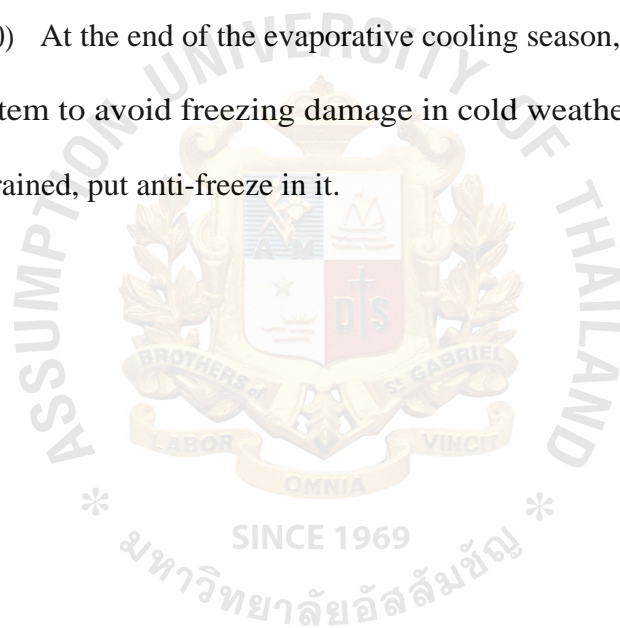 0) At the end of the evaporative cooling season,
tem to avoid freezing damage in cold weathe
rained, put anti-freeze in it.
ASSUMPTION UNIVERSITY OF THAILAND
A M
D S
BROTHERS of St GABRIEL
LABOR
OMNIA
VINCIT
SINCE 1969
* มหาวิทยาลัยอัสสัมชัญ *